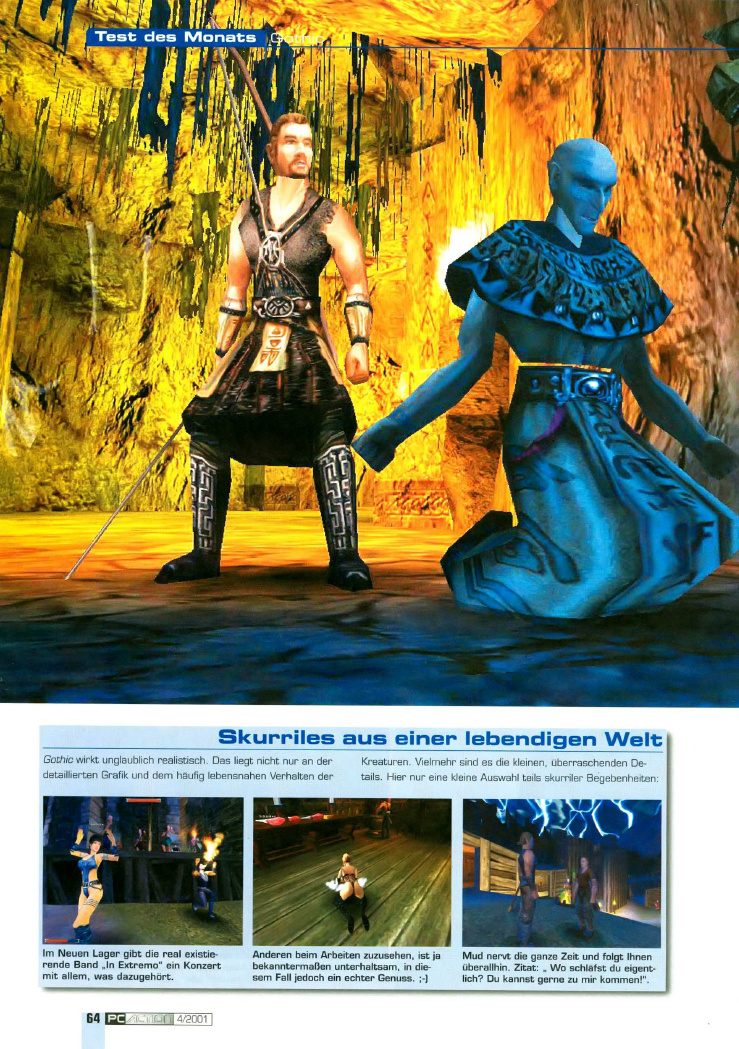 Test des Monats Gothic
Skurriles aus einer lebendigen Welt
Gothic wirkt unglaublich realistisch. Das liegt nicht nur an der
detaillierten Grafik und dem häufig lebensnahen Verhalten der
Kreaturen. Vielmehr sind es die kleinen, überraschenden De-
tails. Hier nur eine kleine Auswahl teils skurriler Begebenheiten:
Im Neuen Lager gibt die real existie-
rende Band „In Extremo“ ein Konzert
mit allem, was dazugehört.
Anderen beim Arbeiten zuzusehen, ist ja
bekanntermaßen unterhaltsam, in die-
sem Fall jedoch ein echter Genuss. ;-)
Mud nervt die ganze Zeit und folgt Ihnen
überallhin. Zitat: „ Wo schläfst du eigent-
lich? Du kannst gerne zu mir kommen!“.
64 PC ACTION 4/2001